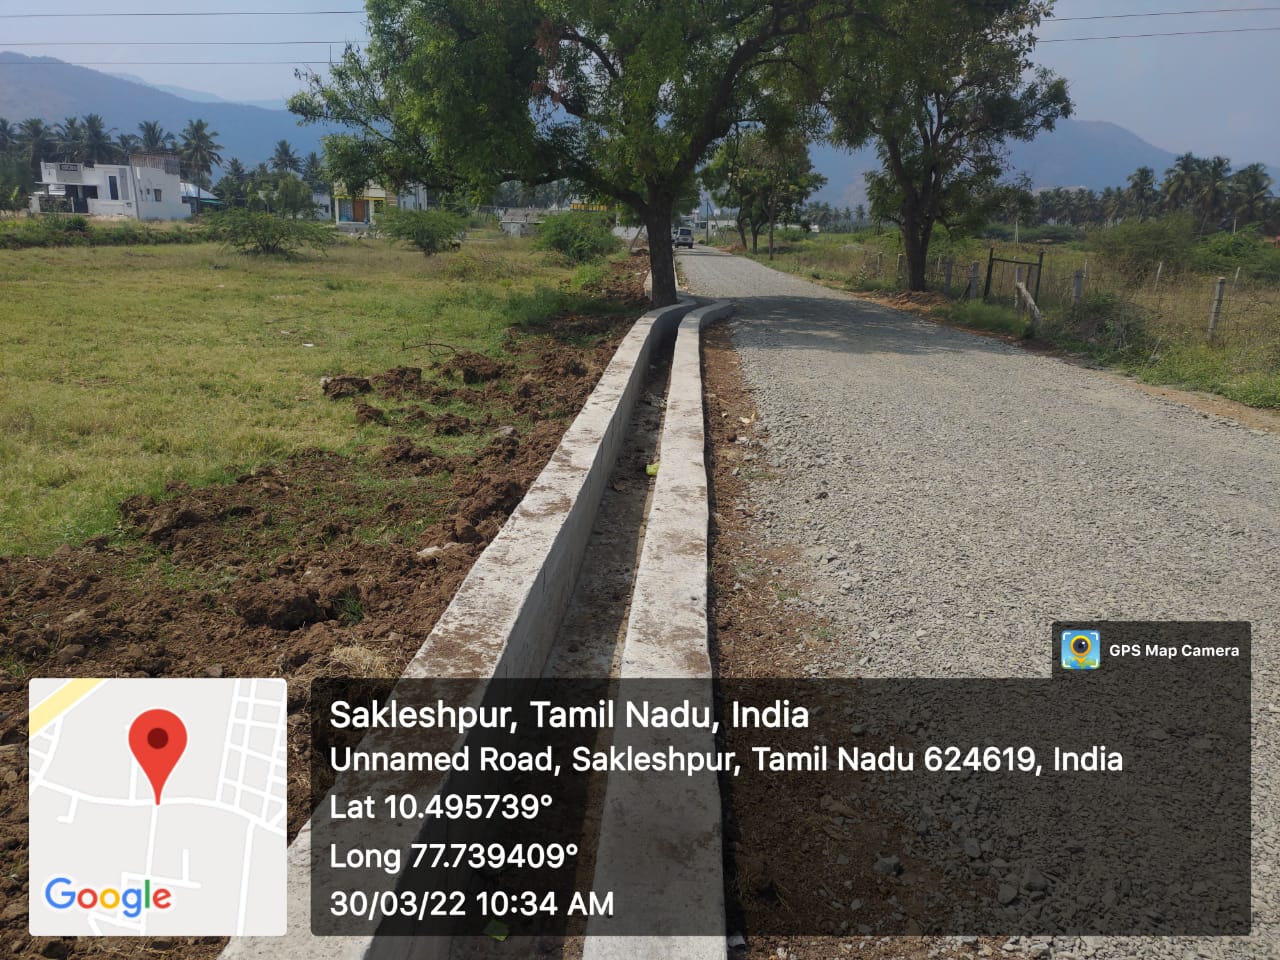 GPS Map Camera
Sakleshpur, Tamil Nadu, India
Unnamed Road, Sakleshpur, Tamil Nadu 624619, India
Lat 10.495739°
Long 77.739409°
30/03/22 10:34 AM
Google